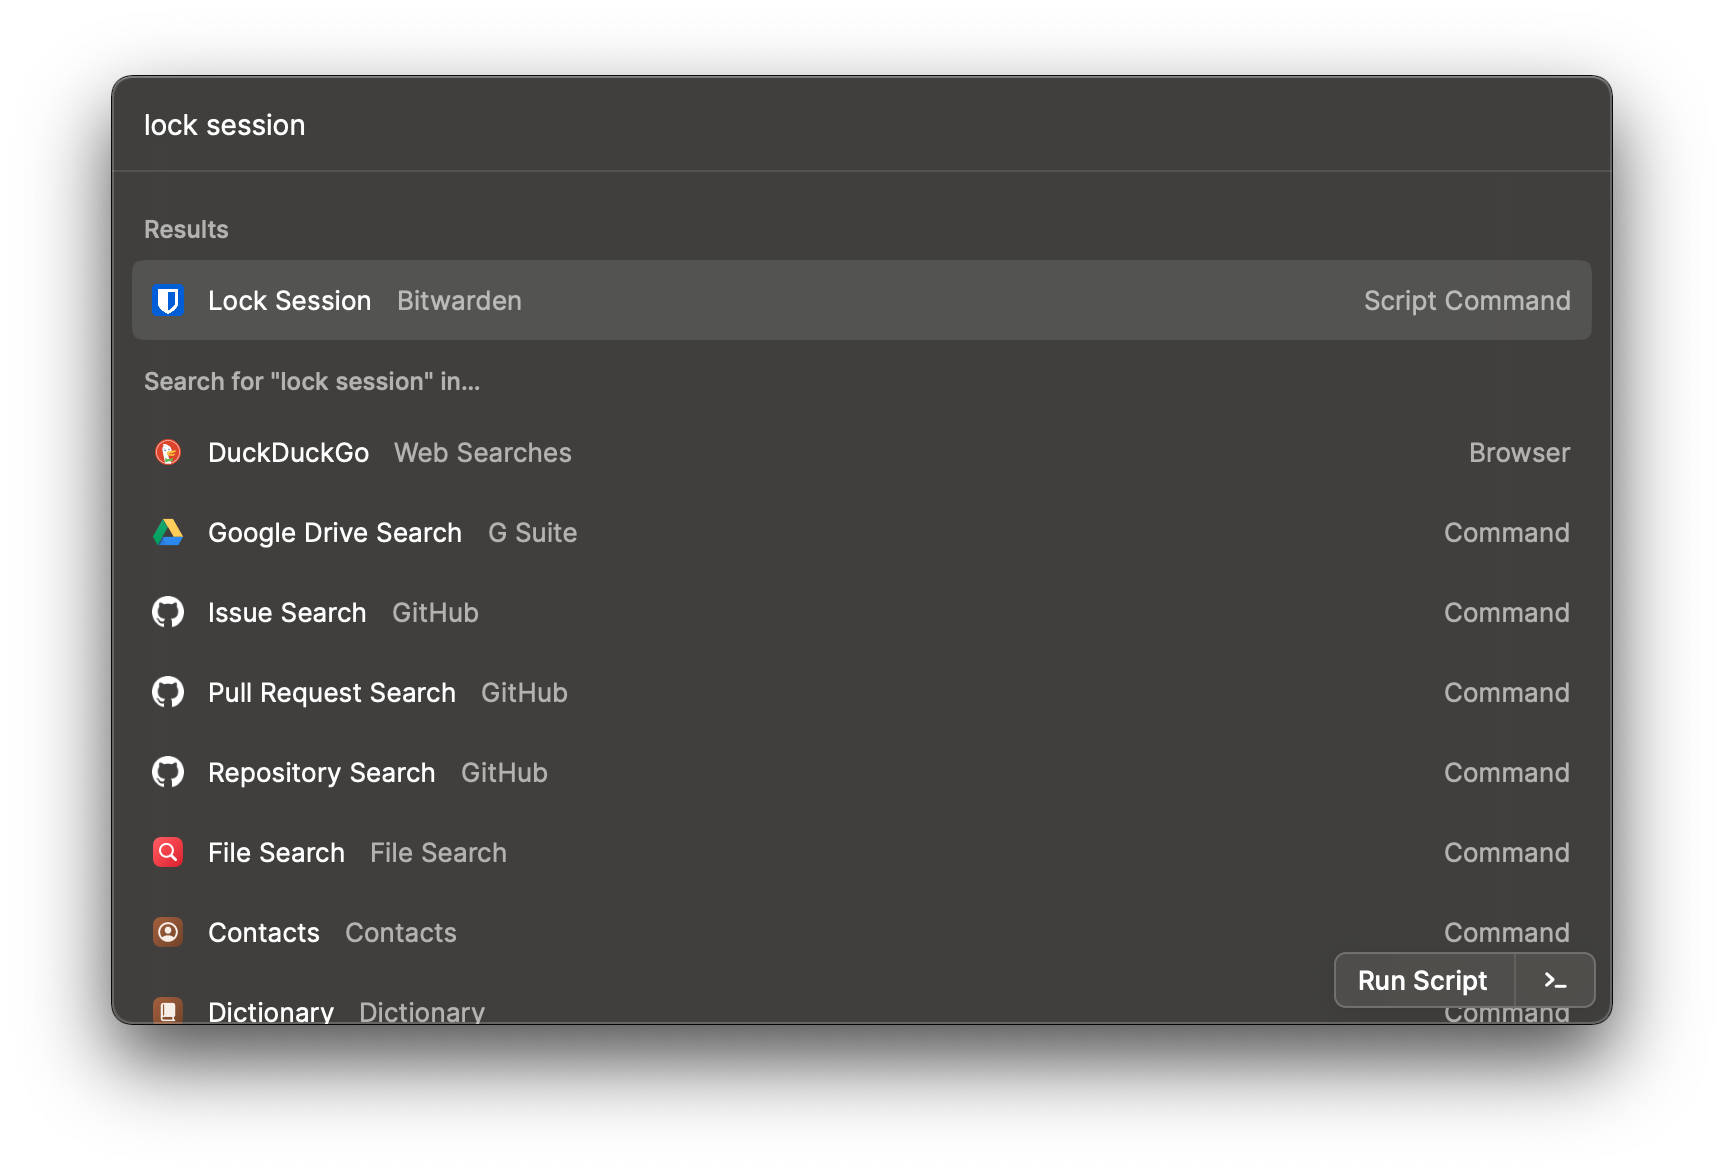 lock session
Results
Lock Session Bitwarden Script Command
Search for "lock session" in...
DuckDuckGo Web Searches Browser
Google Drive Search G Suite Command
Issue Search GitHub Command
Pull Request Search GitHub Command
Repository Search GitHub Command
File Search File Search Command
Contacts Contacts Command
Run Script >_
Dictionary Dictionary Command